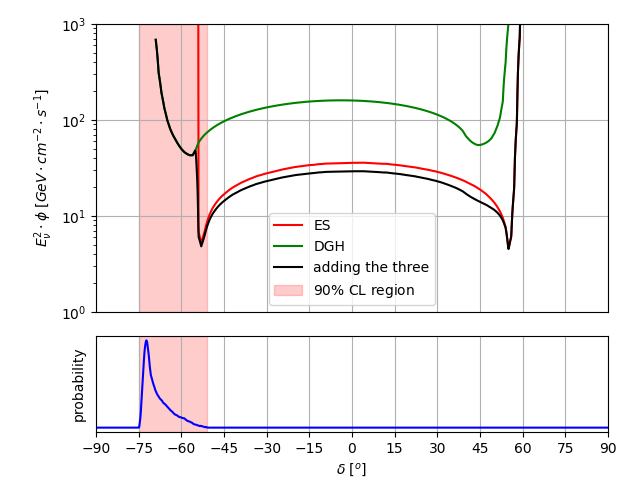 10³
10²
10¹
10⁰
E²ᵥ · ϕ [GeV · cm⁻² · s⁻¹]
ES
DGH
adding the three
90% CL region
probability
−90 −75 −60 −45 −30 −15 0 15 30 45 60 75 90
δ [°]